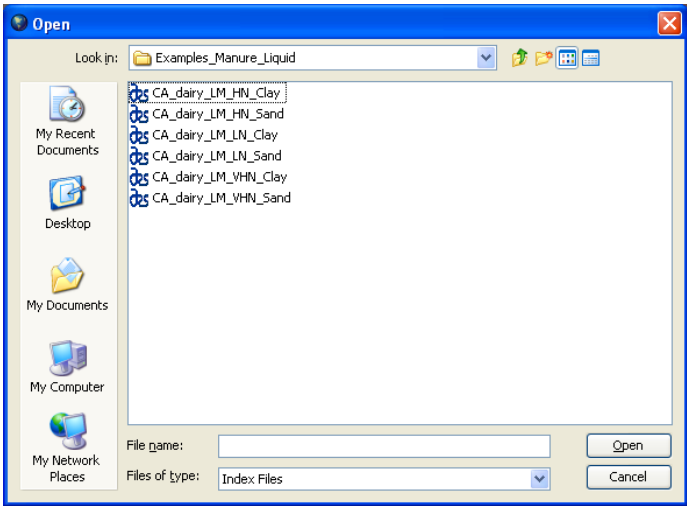 Open
Look in:
Examples_Manure_Liquid
My Recent
Documents
Desktop
My Documents
My Computer
My Network
Places
CA_dairy_LM_HN_Clay
CA_dairy_LM_HN_Sand
CA_dairy_LM_LN_Clay
CA_dairy_LM_LN_Sand
CA_dairy_LM_VHN_Clay
CA_dairy_LM_VHN_Sand
File name:
Open
Files of type:
Index Files
Cancel